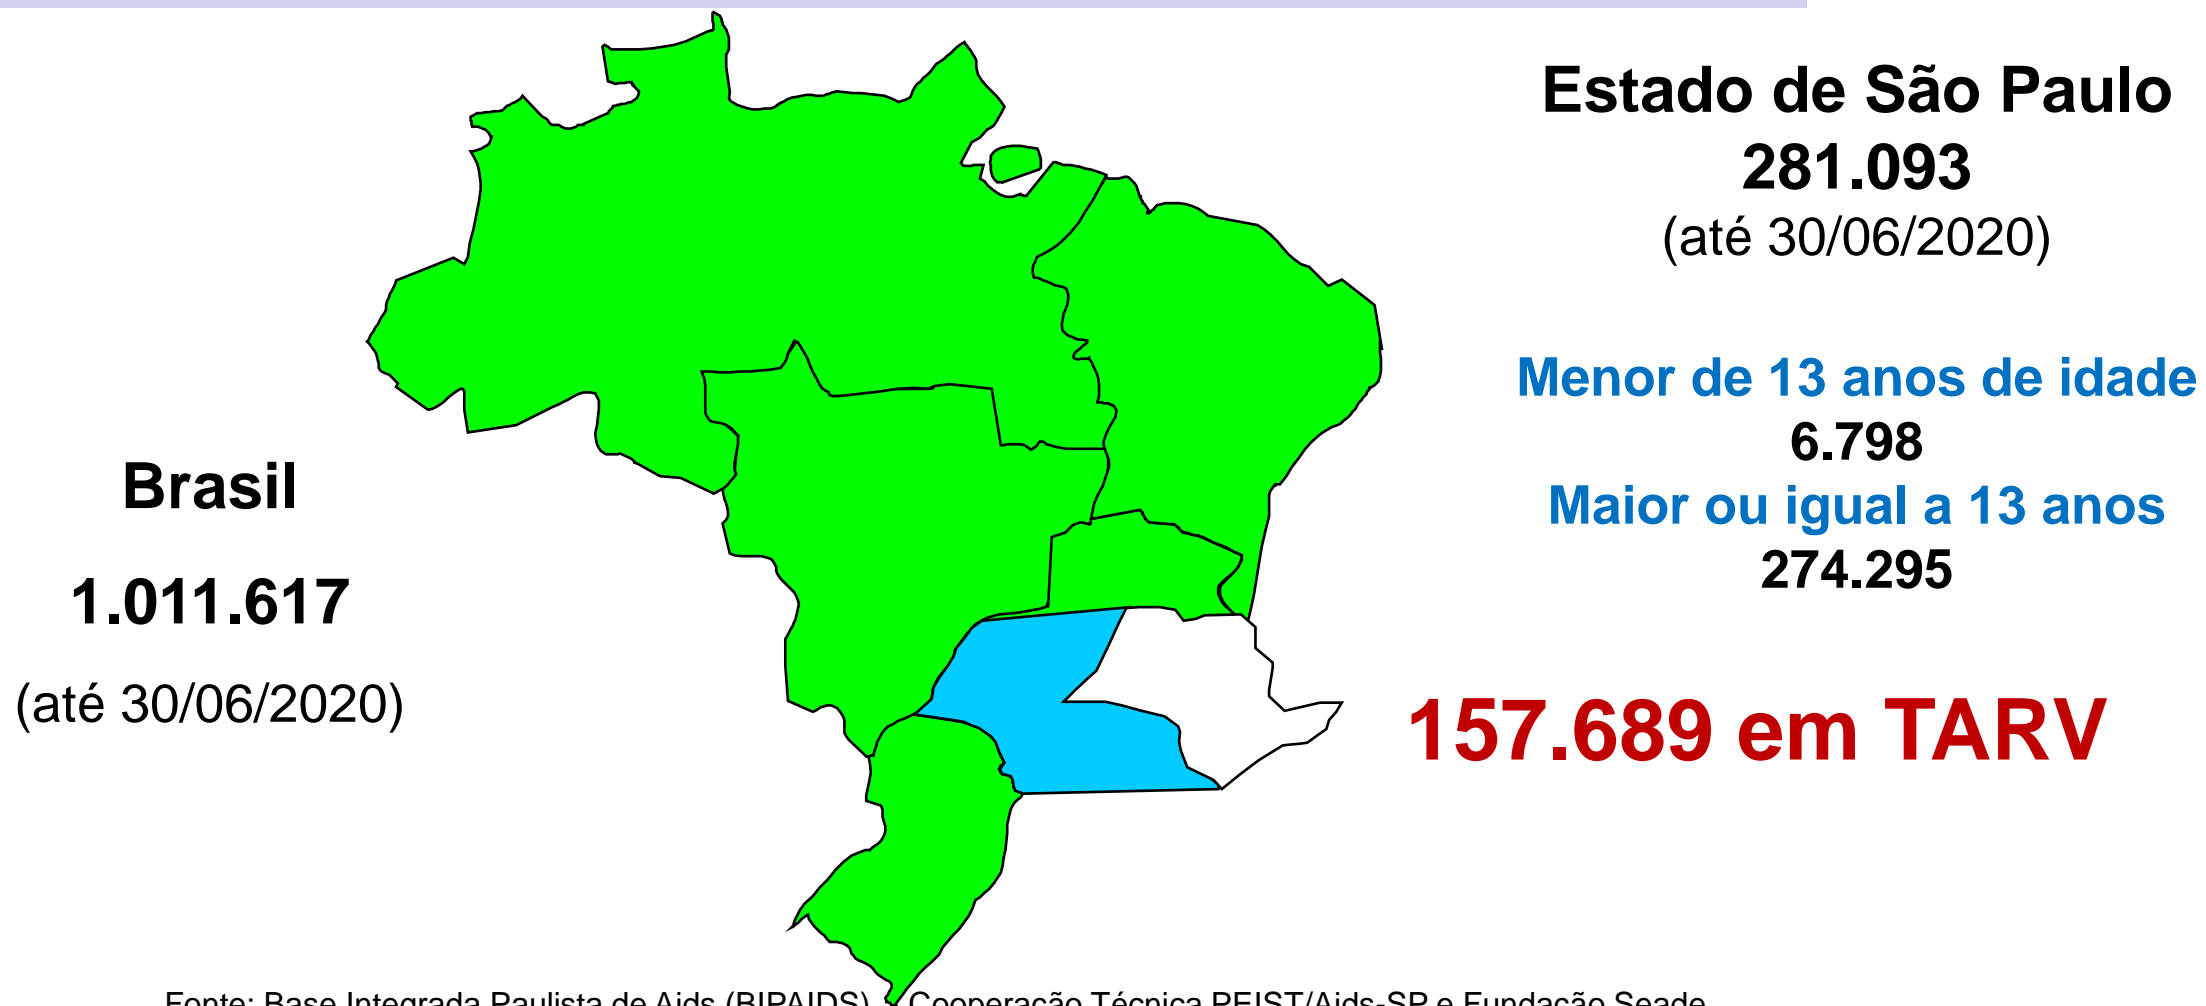 Estado de São Paulo
281.093
(até 30/06/2020)
Menor de 13 anos de idade
6.798
Maior ou igual a 13 anos
274.295
157.689 em TARV
Brasil
1.011.617
(até 30/06/2020)
Fonte: Base Integrada Paulista de Aids (BIPAIDS) Cooperação Técnica PEIST/Aids-SP e Fundação Seade